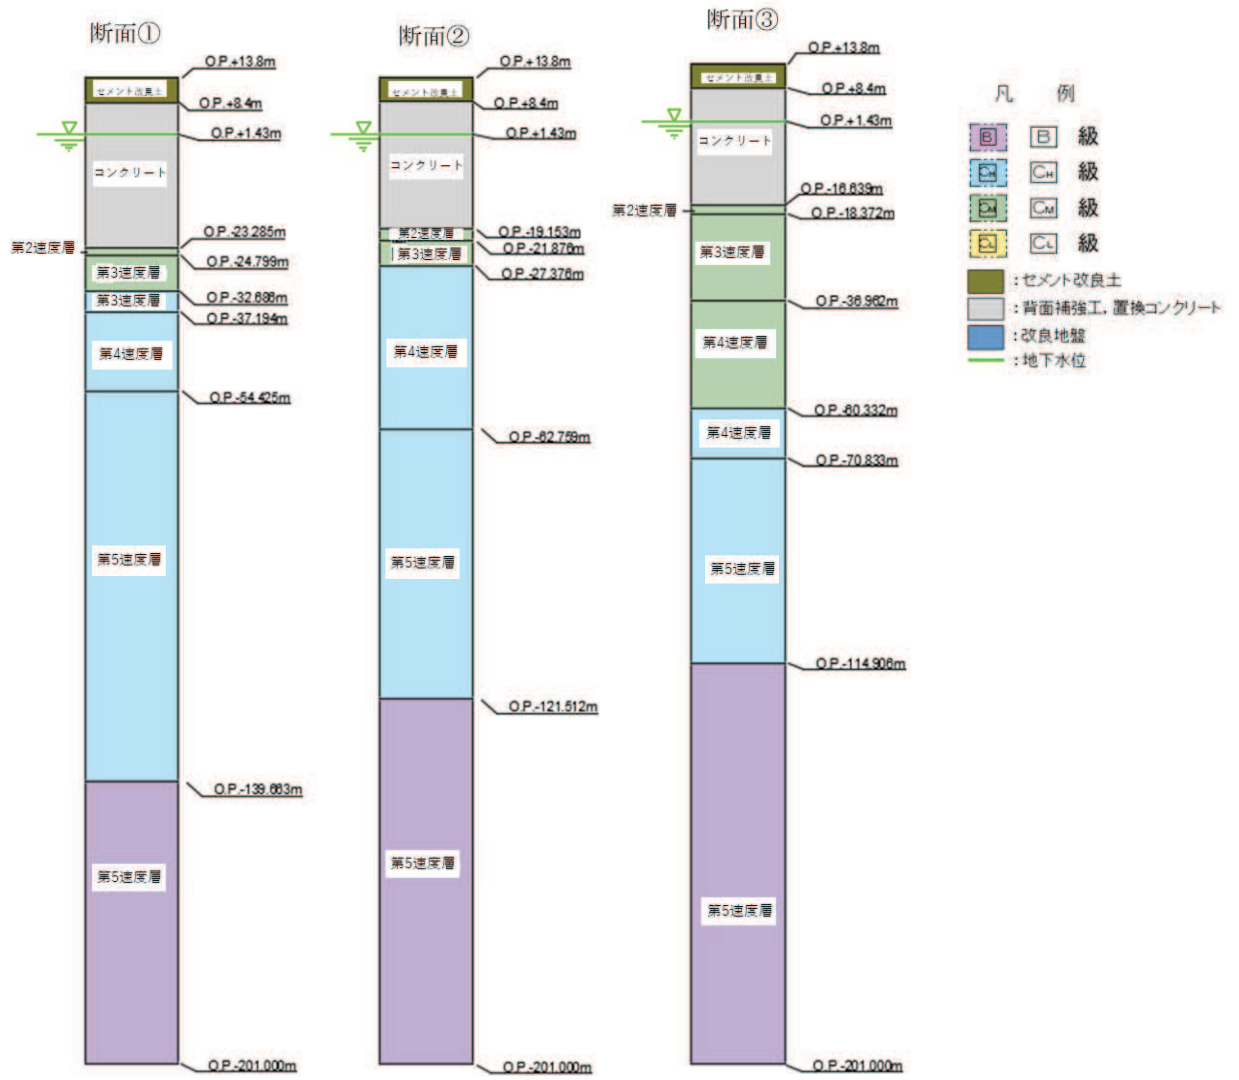 断面①
O.P.+13.8m
セメント改良土
O.P.+8.4m
O.P.+1.43m
コンクリート
O.P.-23.285m
第2速度層
O.P.-24.799m
第3速度層
O.P.-32.686m
第3速度層
O.P.-37.194m
第4速度層
O.P.-54.425m
第5速度層
O.P.-139.663m
第5速度層
O.P.-201.000m
断面②
O.P.+13.8m
セメント改良土
O.P.+8.4m
O.P.+1.43m
コンクリート
O.P.-19.153m
第2速度層
O.P.-21.876m
第3速度層
O.P.-27.376m
第4速度層
O.P.-62.759m
第5速度層
O.P.-121.512m
第5速度層
O.P.-201.000m
断面③
O.P.+13.8m
セメント改良土
O.P.+8.4m
O.P.+1.43m
コンクリート
O.P.-16.639m
第2速度層
O.P.-18.372m
第3速度層
O.P.-36.962m
第4速度層
O.P.-60.332m
第4速度層
O.P.-70.833m
第5速度層
O.P.-114.906m
第5速度層
O.P.-201.000m
凡 例
B B 級
CH CH 級
CM CM 級
CL CL 級
:セメント改良土
:背面補強工,置換コンクリート
:改良地盤
:地下水位